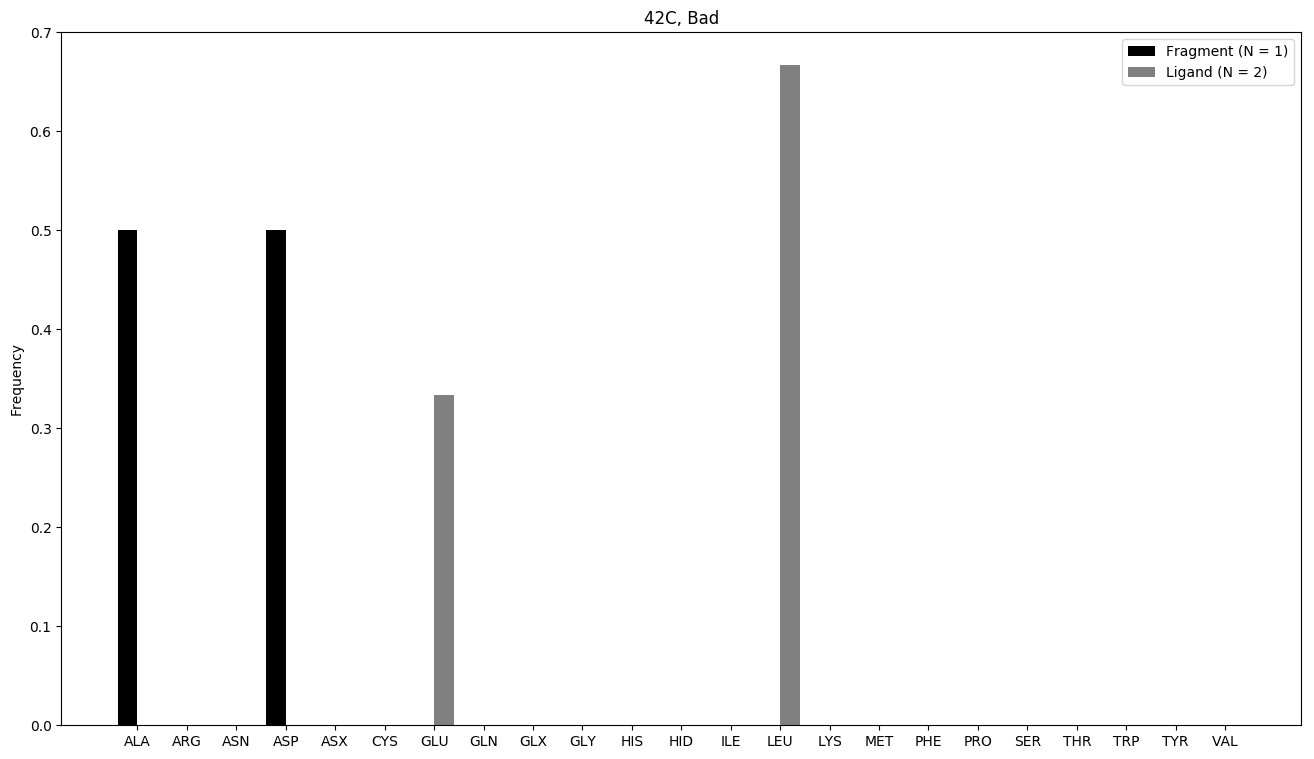 42C, Bad
Fragment (N = 1)
Ligand (N = 2)
Frequency
0.7
0.6
0.5
0.4
0.3
0.2
0.1
0.0
ALA ARG ASN ASP ASX CYS GLU GLN GLX GLY HIS HID ILE LEU LYS MET PHE PRO SER THR TRP TYR VAL